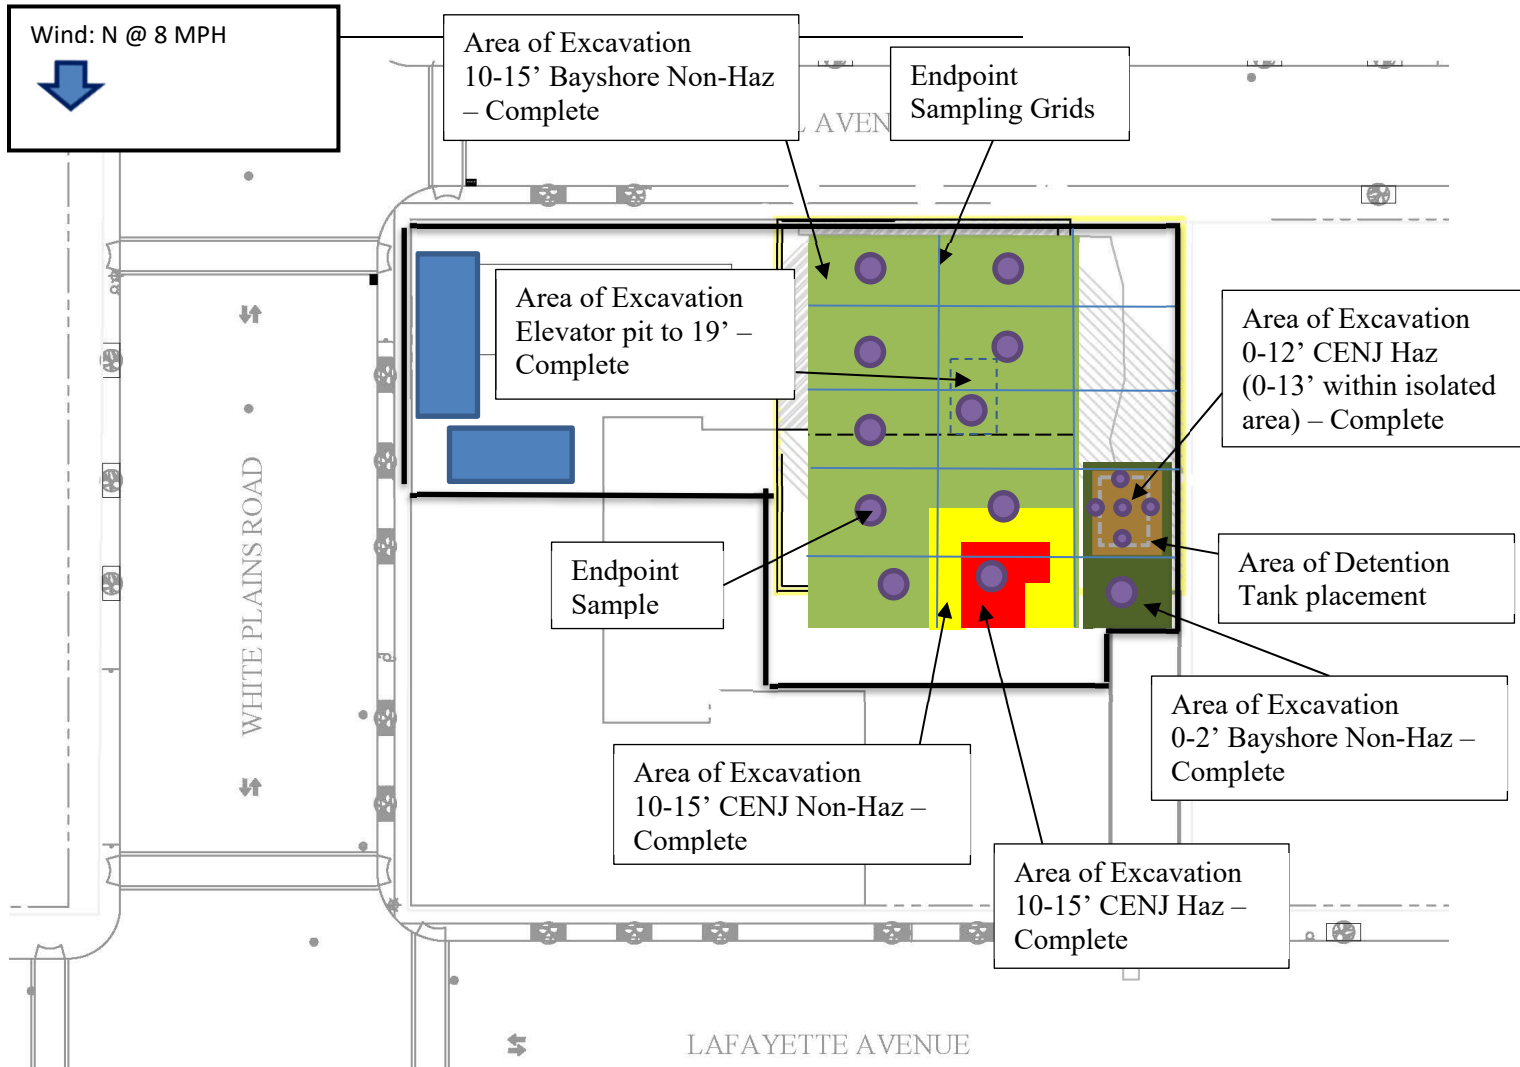 Wind: N @ 8 MPH
Area of Excavation
10-15’ Bayshore Non-Haz
– Complete
Endpoint
Sampling Grids
AVEN
Area of Excavation
Elevator pit to 19’ –
Complete
Area of Excavation
0-12’ CENJ Haz
(0-13’ within isolated
area) – Complete
WHITE PLAINS ROAD
Endpoint
Sample
Area of Detention
Tank placement
Area of Excavation
0-2’ Bayshore Non-Haz –
Complete
Area of Excavation
10-15’ CENJ Non-Haz –
Complete
Area of Excavation
10-15’ CENJ Haz –
Complete
LAFAYETTE AVENUE